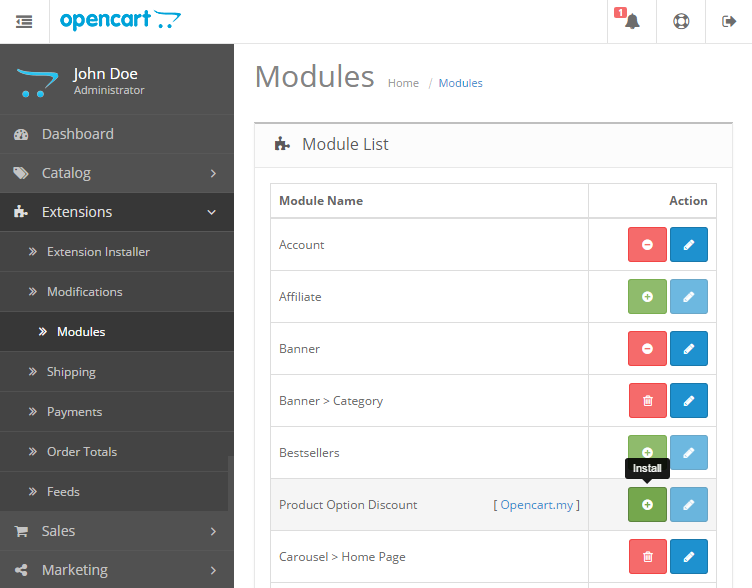 opencart
1
John Doe
Administrator
Dashboard
Catalog
Extensions
Extension Installer
Modifications
Modules
Shipping
Payments
Order Totals
Feeds
Sales
Marketing
Modules Home / Modules
Module List
Module Name Action
Account
Affiliate
Banner
Banner > Category
Bestsellers
Install
Product Option Discount [ Opencart.my ]
Carousel > Home Page